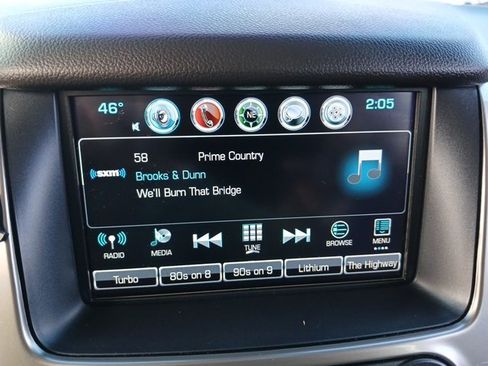 46° NE 2:05
58 Prime Country
((sxm)) Brooks & Dunn
We'll Burn That Bridge
RADIO MEDIA TUNE BROWSE MENU
Turbo 80s on 8 90s on 9 Lithium The Highway